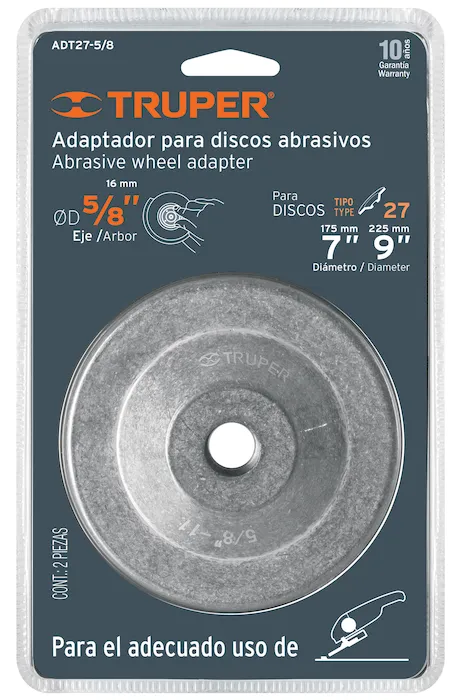 ADT27-5/8
10 años
Garantía
Warranty
TRUPER®
Adaptador para discos abrasivos
Abrasive wheel adapter
16 mm
ØD 5/8"
Eje /Arbor
Para
DISCOS TIPO
TYPE 27
175 mm 225 mm
7" 9"
Diámetro / Diameter
TRUPER
5/8"-11
CONT.: 2 PIEZAS
Para el adecuado uso de